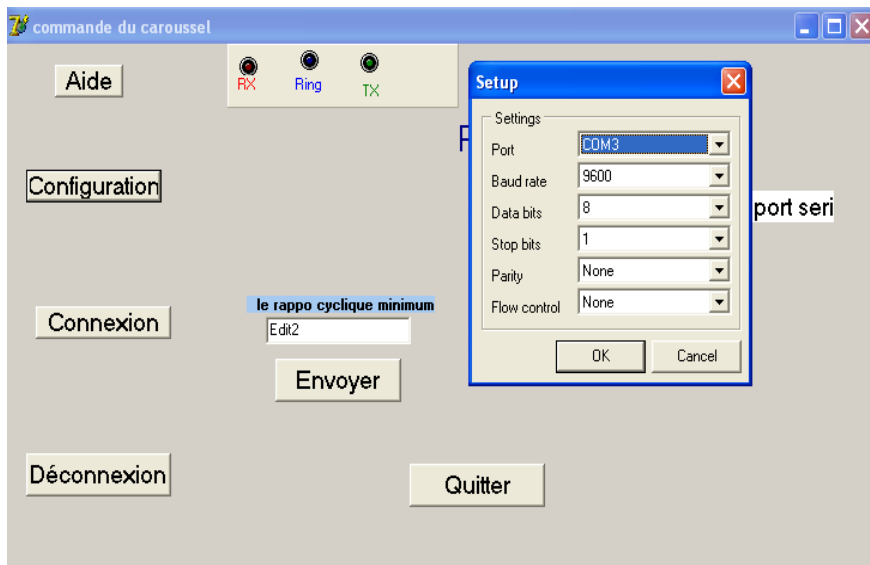 commande du caroussel
Aide
RX
Ring
TX
Setup
Settings
Port
COM3
Baud rate
9600
Data bits
8
Stop bits
1
Parity
None
Flow control
None
OK
Cancel
Configuration
port seri
Connexion
le rappo cyclique minimum
Edit2
Envoyer
Déconnexion
Quitter